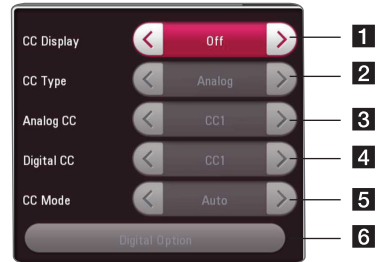 CC Display Off 1
CC Type Analog 2
Analog CC CC1 3
Digital CC CC1 4
CC Mode Auto 5
Digital Option 6